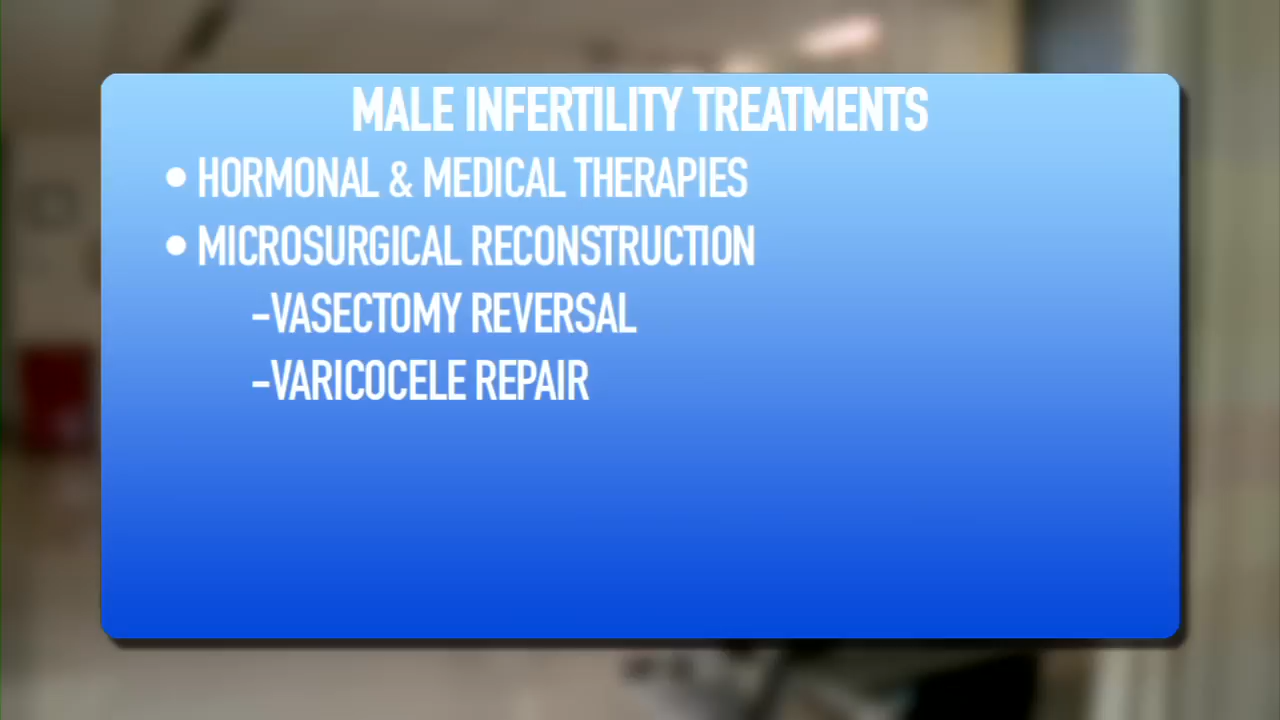 MALE INFERTILITY TREATMENTS
• HORMONAL & MEDICAL THERAPIES
• MICROSURGICAL RECONSTRUCTION
-VASECTOMY REVERSAL
-VARICOCELE REPAIR